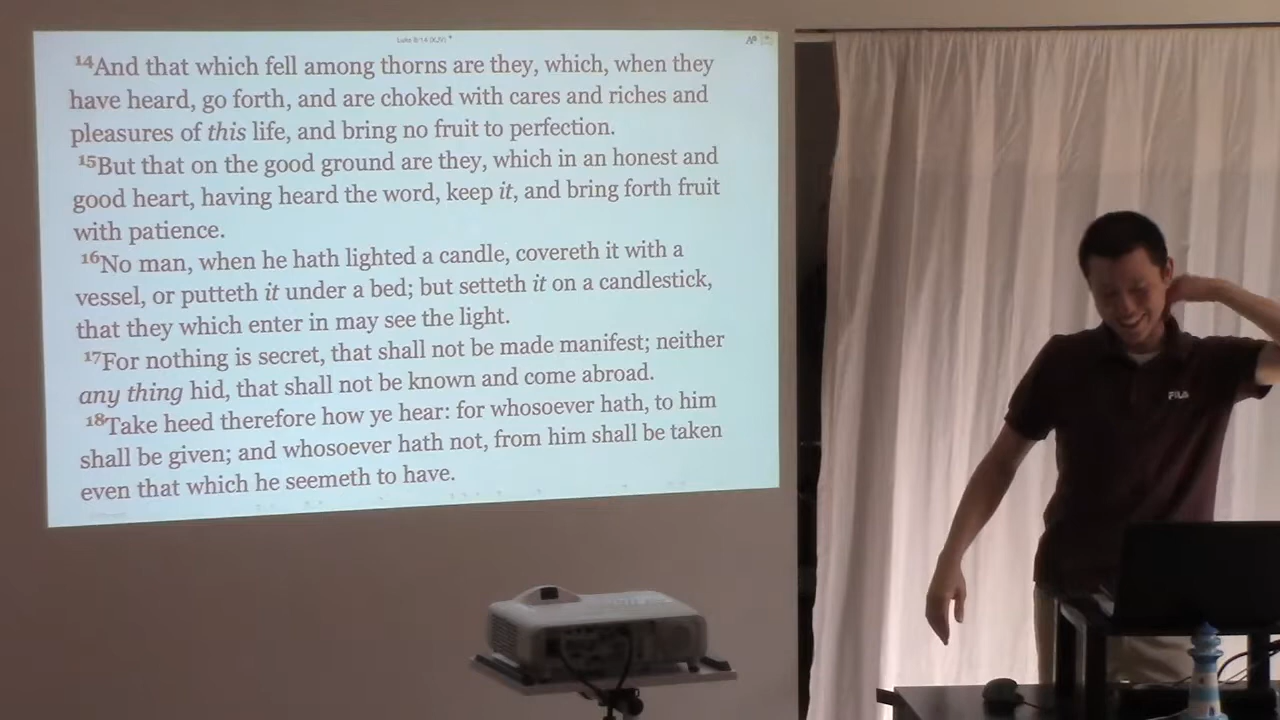 Luke 8:14 (KJV)
14And that which fell among thorns are they, which, when they
have heard, go forth, and are choked with cares and riches and
pleasures of this life, and bring no fruit to perfection.
15But that on the good ground are they, which in an honest and
good heart, having heard the word, keep it, and bring forth fruit
with patience.
16No man, when he hath lighted a candle, covereth it with a
vessel, or putteth it under a bed; but setteth it on a candlestick,
that they which enter in may see the light.
17For nothing is secret, that shall not be made manifest; neither
any thing hid, that shall not be known and come abroad.
18Take heed therefore how ye hear: for whosoever hath, to him
shall be given; and whosoever hath not, from him shall be taken
even that which he seemeth to have.
FILA